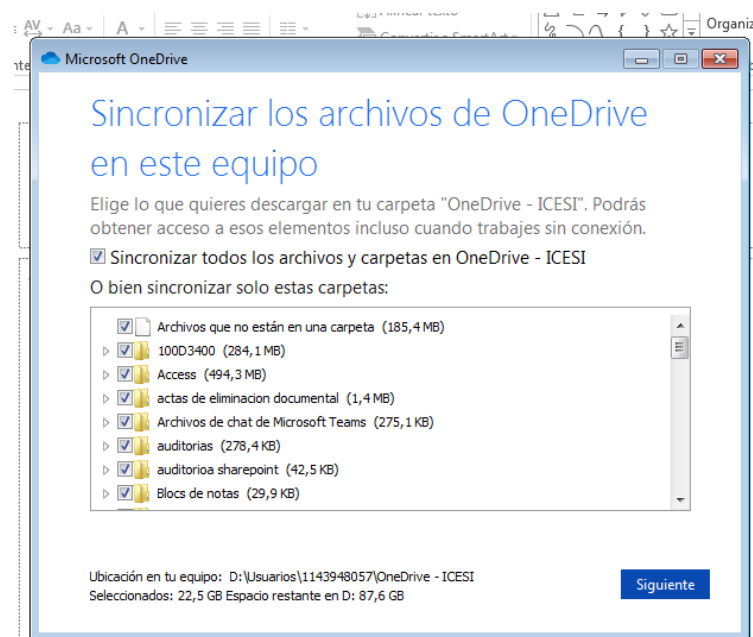 AV Aa A
Organiz
Microsoft OneDrive
Sincronizar los archivos de OneDrive
en este equipo
Elige lo que quieres descargar en tu carpeta "OneDrive - ICESI". Podrás
obtener acceso a esos elementos incluso cuando trabajes sin conexión.
Sincronizar todos los archivos y carpetas en OneDrive - ICESI
O bien sincronizar solo estas carpetas:
Archivos que no están en una carpeta (185,4 MB)
100D3400 (284,1 MB)
Access (494,3 MB)
actas de eliminacion documental (1,4 MB)
Archivos de chat de Microsoft Teams (275,1 KB)
auditorias (278,4 KB)
auditorioa sharepoint (42,5 KB)
Blocs de notas (29,9 KB)
Ubicación en tu equipo: D:\Usuarios\1143948057\OneDrive - ICESI
Seleccionados: 22,5 GB Espacio restante en D: 87,6 GB
Siguiente